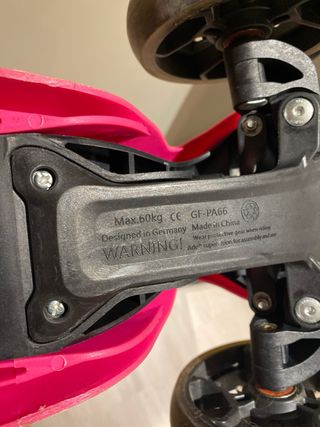 Max.60kg CE GF-PA66
Designed in Germany Made in China
WARNING! Wear protective gear when riding
Adult supervision for assembly and use